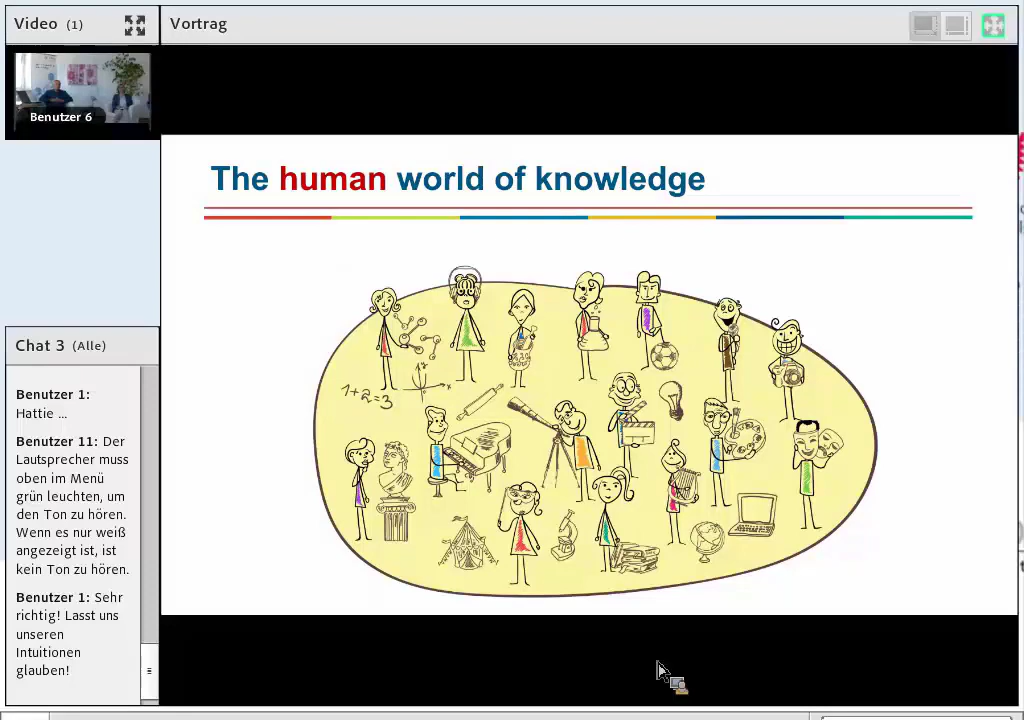 Video (1)
Vortrag
Benutzer 6
The human world of knowledge
1+2=3
Chat 3 (Alle)
Benutzer 1:
Hattie ...
Benutzer 11: Der
Lautsprecher muss
oben im Menü
grün leuchten, um
den Ton zu hören.
Wenn es nur weiß
angezeigt ist, ist
kein Ton zu hören.
Benutzer 1: Sehr
richtig! Lasst uns
unseren
Intuitionen
glauben!